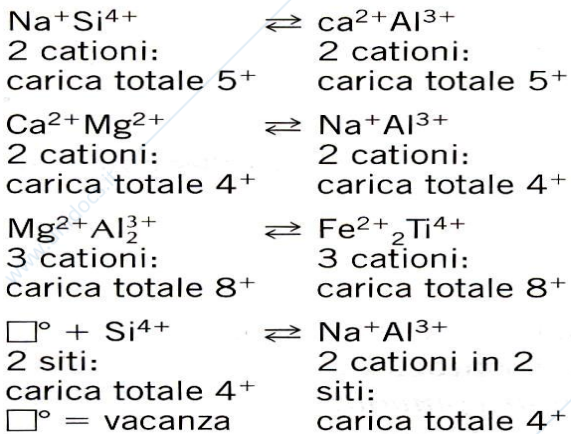 Na⁺Si⁴⁺ ⇄ ca²⁺Al³⁺
2 cationi: 2 cationi:
carica totale 5⁺ carica totale 5⁺
Ca²⁺Mg²⁺ ⇄ Na⁺Al³⁺
2 cationi: 2 cationi:
carica totale 4⁺ carica totale 4⁺
Mg²⁺Al₂³⁺ ⇄ Fe²⁺₂Ti⁴⁺
3 cationi: 3 cationi:
carica totale 8⁺ carica totale 8⁺
□° + Si⁴⁺ ⇄ Na⁺Al³⁺
2 siti: 2 cationi in 2
carica totale 4⁺ siti:
□° = vacanza carica totale 4⁺